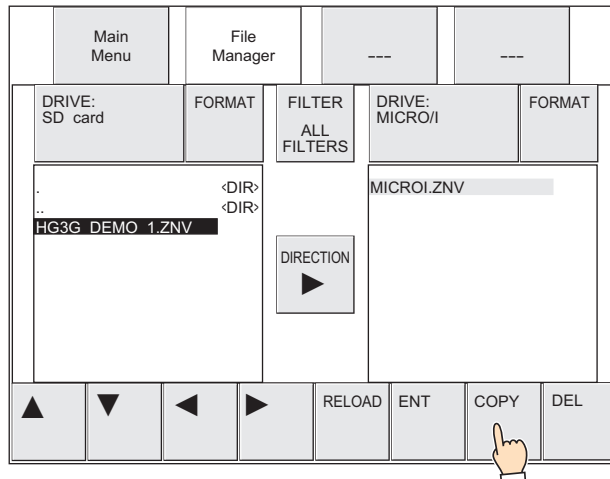 Main
Menu
File
Manager
---
---
DRIVE:
SD card
FORMAT
FILTER
ALL
FILTERS
DRIVE:
MICRO/I
FORMAT
. <DIR>
.. <DIR>
HG3G_DEMO_1.ZNV
MICROI.ZNV
DIRECTION
RELOAD
ENT
COPY
DEL